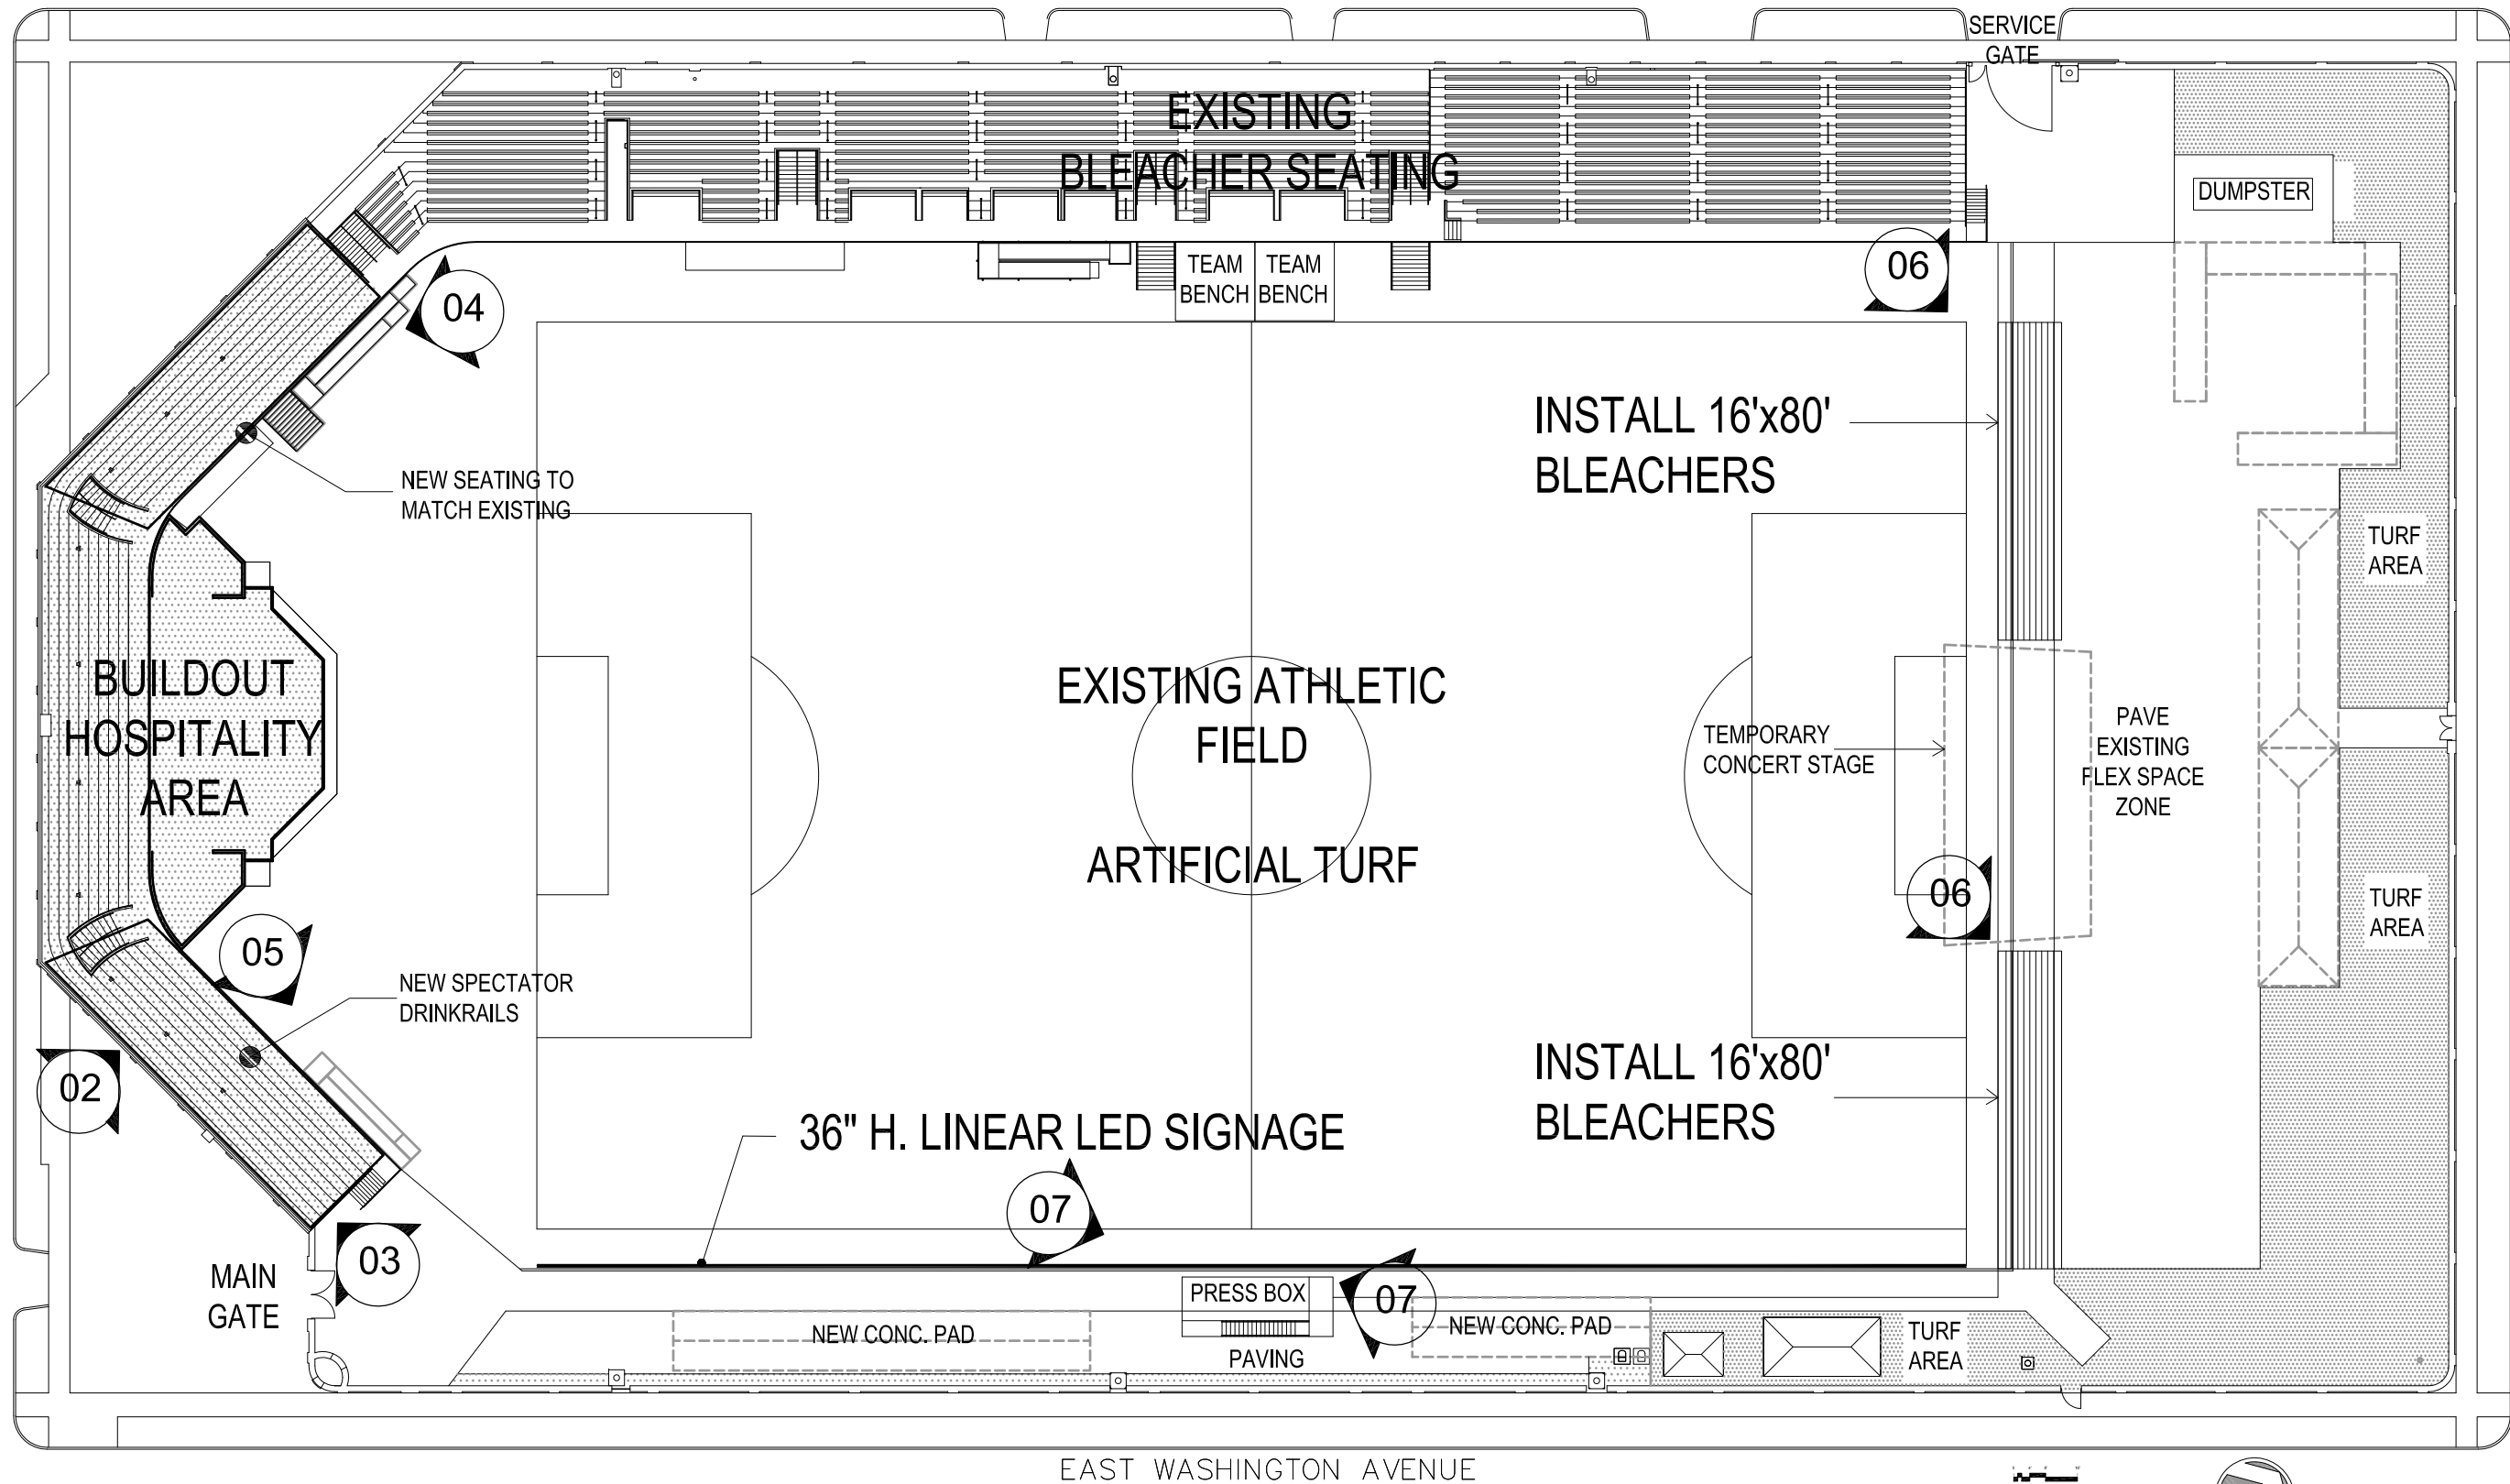 SERVICE
GATE
EXISTING
BLEACHER SEATING
DUMPSTER
TEAM
BENCH
TEAM
BENCH
06
04
INSTALL 16'x80'
BLEACHERS
NEW SEATING TO
MATCH EXISTING
TURF
AREA
BUILDOUT
HOSPITALITY
AREA
EXISTING ATHLETIC
FIELD
ARTIFICIAL TURF
TEMPORARY
CONCERT STAGE
PAVE
EXISTING
FLEX SPACE
ZONE
06
TURF
AREA
05
NEW SPECTATOR
DRINKRAILS
02
INSTALL 16'x80'
BLEACHERS
36" H. LINEAR LED SIGNAGE
07
03
MAIN
GATE
PRESS BOX
07
NEW CONC. PAD
NEW CONC. PAD
PAVING
TURF
AREA
EAST WASHINGTON AVENUE